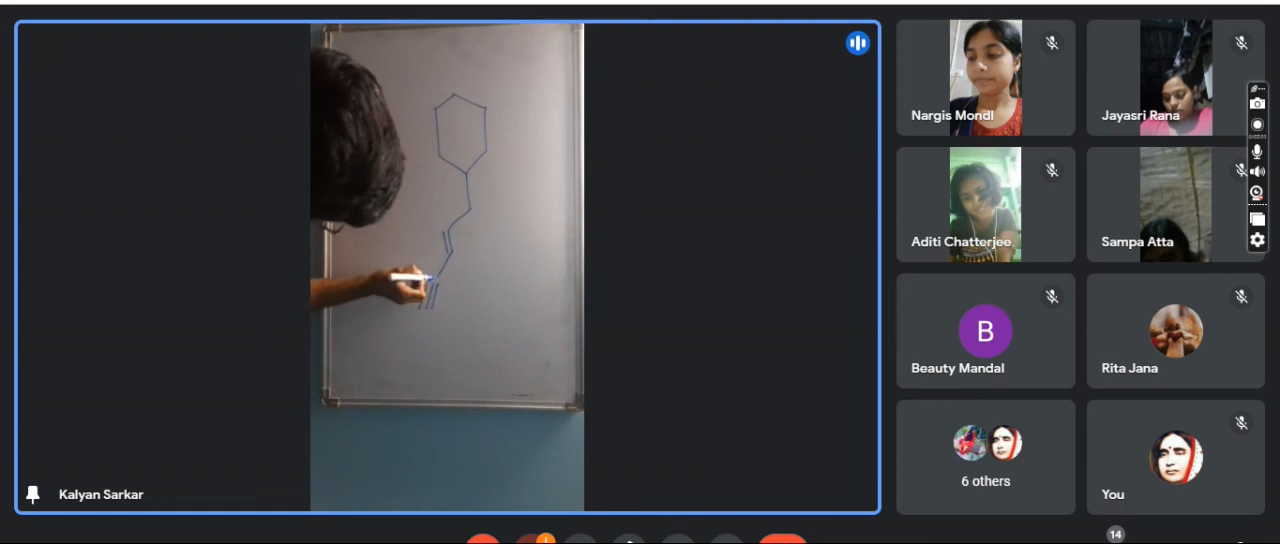 Nargis Mondl
Jayasri Rana
Aditi Chatterjee
Sampa Atta
B
Beauty Mandal
Rita Jana
6 others
You
Kalyan Sarkar
14